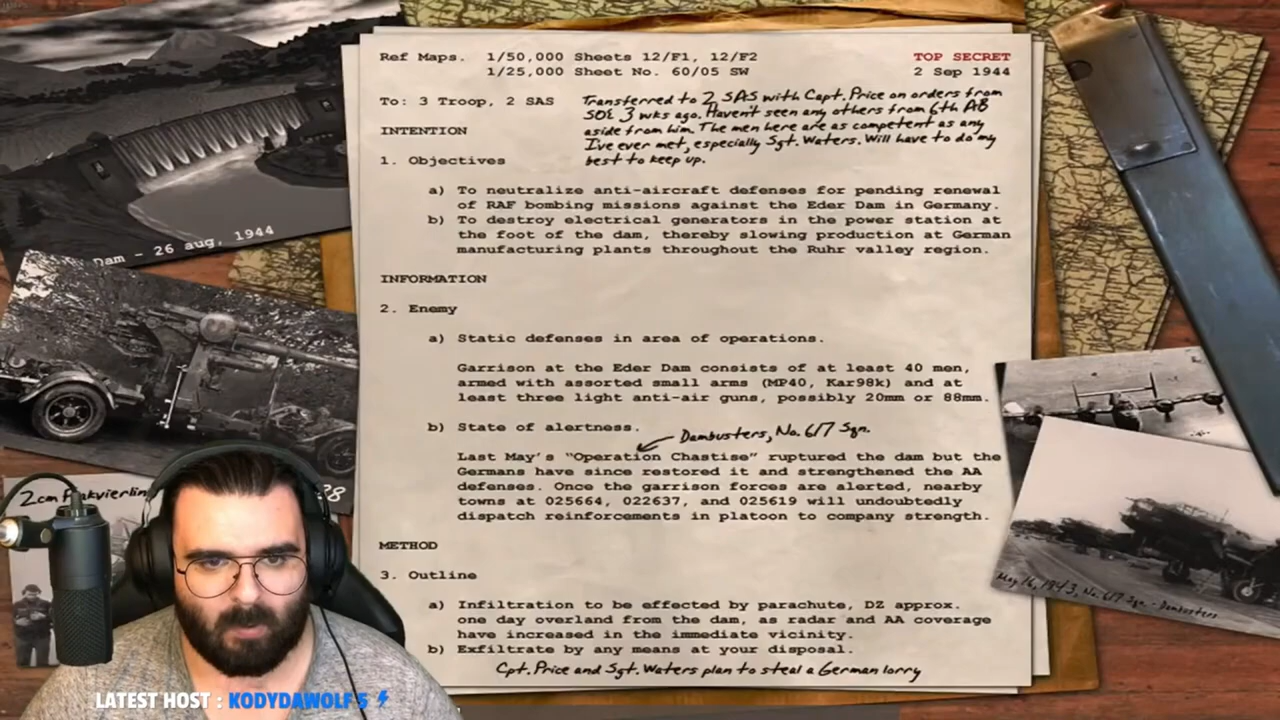 Ref Maps. 1/50,000 Sheets 12/F1, 12/F2
1/25,000 Sheet No. 60/05 SW
TOP SECRET
2 Sep 1944
To: 3 Troop, 2 SAS
Transferred to 2 SAS with Capt. Price on orders from
SOE 3 wks ago. Haven't seen any others from 6th AB
aside from him. The men here are as competent as any
I've ever met, especially Sgt. Waters. Will have to do my
best to keep up.
INTENTION
1. Objectives
a) To neutralize anti-aircraft defenses for pending renewal
of RAF bombing missions against the Eder Dam in Germany.
b) To destroy electrical generators in the power station at
the foot of the dam, thereby slowing production at German
manufacturing plants throughout the Ruhr valley region.
INFORMATION
2. Enemy
a) Static defenses in area of operations.
Garrison at the Eder Dam consists of at least 40 men,
armed with assorted small arms (MP40, Kar98k) and at
least three light anti-air guns, possibly 20mm or 88mm.
b) State of alertness.
Dambusters, No. 617 Sqn.
Last May's "Operation Chastise" ruptured the dam but the
Germans have since restored it and strengthened the AA
defenses. Once the garrison forces are alerted, nearby
towns at 025664, 022637, and 025619 will undoubtedly
dispatch reinforcements in platoon to company strength.
METHOD
3. Outline
a) Infiltration to be effected by parachute, DZ approx.
one day overland from the dam, as radar and AA coverage
have increased in the immediate vicinity.
b) Exfiltrate by any means at your disposal.
Cpt. Price and Sgt. Waters plan to steal a German lorry
Dam - 26 aug, 1944
2cm Flakvierlin
88
May 16, 1943, No. 617 Sqn - Dambusters
LATEST HOST : KODYDAWOLF5